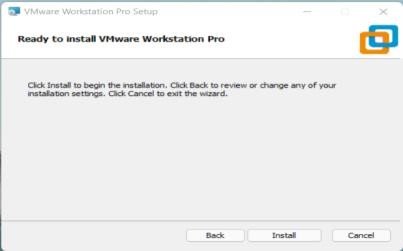 VMware Workstation Pro Setup
Ready to install VMware Workstation Pro
Click Install to begin the installation. Click Back to review or change any of your
installation settings. Click Cancel to exit the wizard.
Back Install Cancel